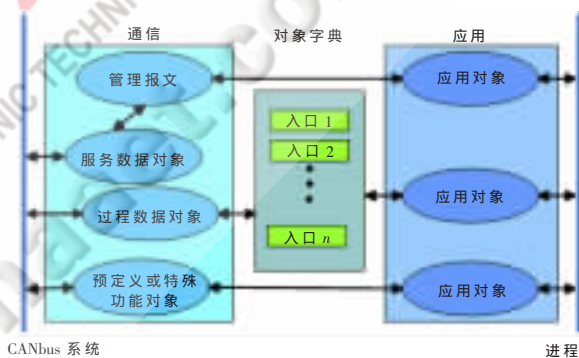 通信
对象字典
应用
管理报文
应用对象
入口 1
服务数据对象
入口 2
过程数据对象
应用对象
入口 n
预定义或特殊
功能对象
应用对象
CANbus 系统
进程